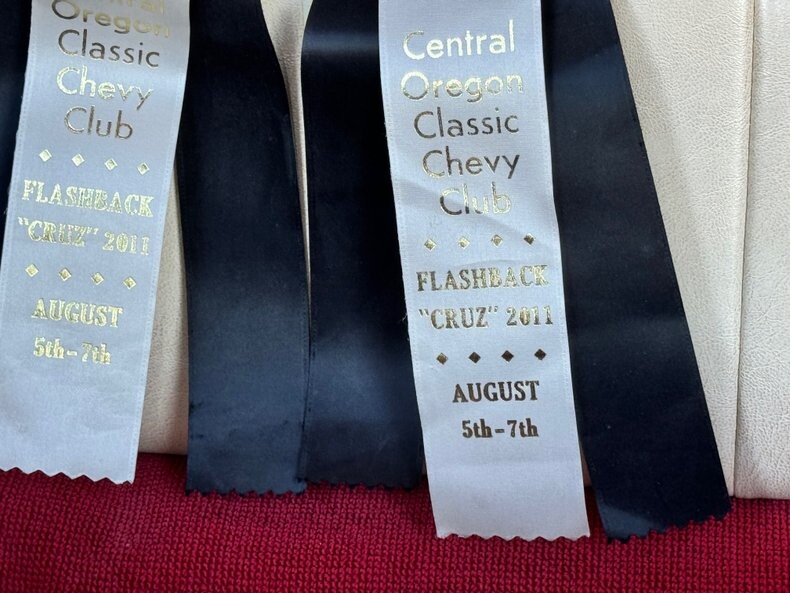 Central
Oregon
Classic
Chevy
Club
FLASHBACK
"CRUZ" 2011
AUGUST
5th-7th
Central
Oregon
Classic
Chevy
Club
FLASHBACK
"CRUZ" 2011
AUGUST
5th-7th